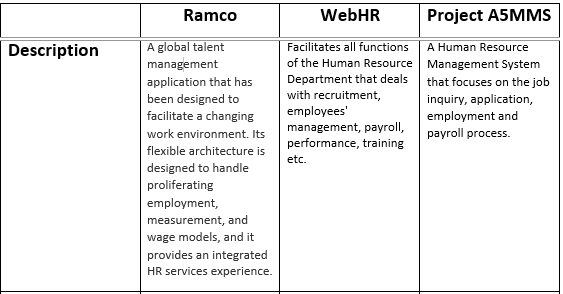 Ramco WebHR Project A5MMS
Description
A global talent
management
application that has
been designed to
facilitate a changing
work environment. Its
flexible architecture is
designed to handle
proliferating
employment,
measurement, and
wage models, and it
provides an integrated
HR services experience.
Facilitates all functions
of the Human Resource
Department that deals
with recruitment,
employees'
management, payroll,
performance, training
etc.
A Human Resource
Management System
that focuses on the job
inquiry, application,
employment and
payroll process.